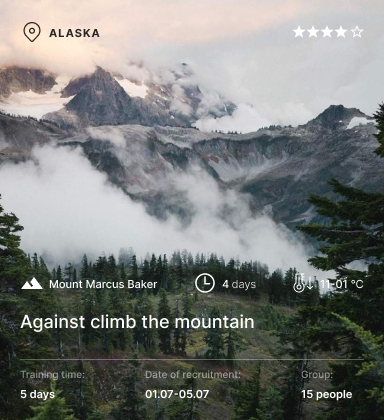 ALASKA
Mount Marcus Baker
4 days
11-01 °C
Against climb the mountain
Training time:
Date of recruitment:
Group:
5 days
01.07-05.07
15 people